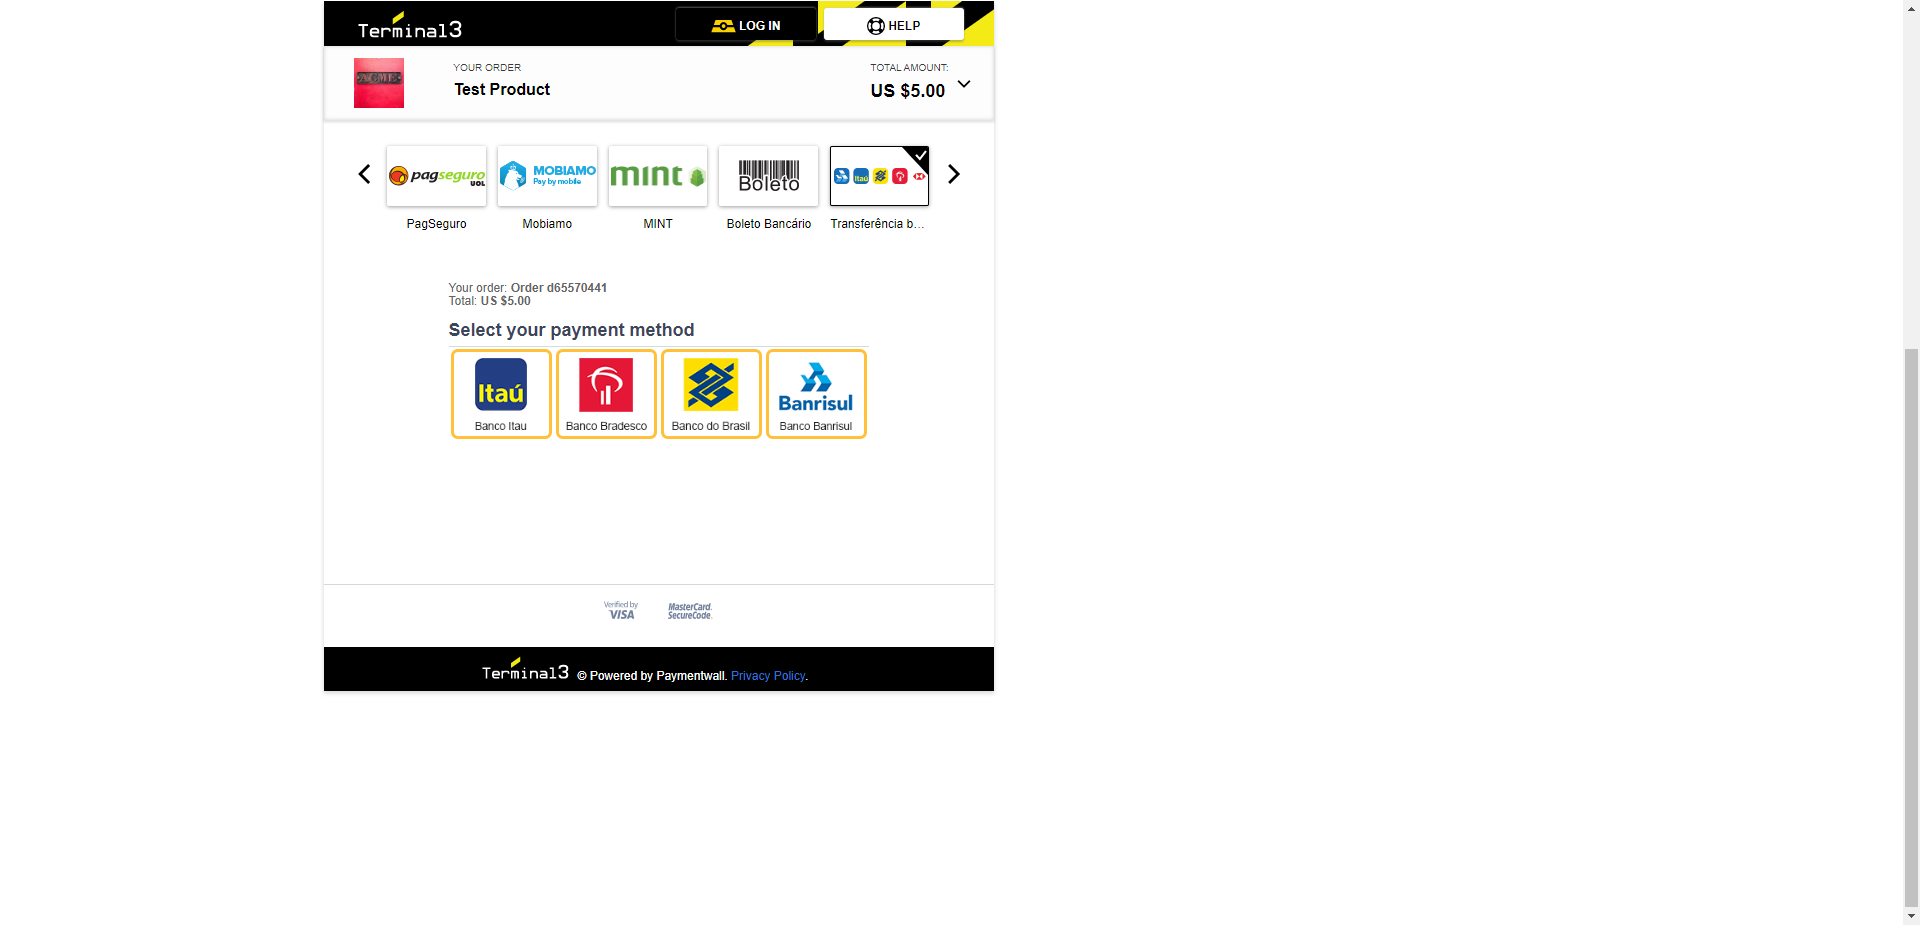 Terminal3
LOG IN
HELP
ACME
YOUR ORDER
Test Product
TOTAL AMOUNT:
US $5.00
pagseguro
UOL
MOBIAMO
Pay by mobile
mint
Boleto
Itaú
PagSeguro
Mobiamo
MINT
Boleto Bancário
Transferência b...
Your order: Order d65570441
Total: US $5.00
Select your payment method
Itaú
Banrisul
Banco Itau
Banco Bradesco
Banco do Brasil
Banco Banrisul
Verified by
VISA
MasterCard.
SecureCode.
Terminal3 © Powered by Paymentwall. Privacy Policy.